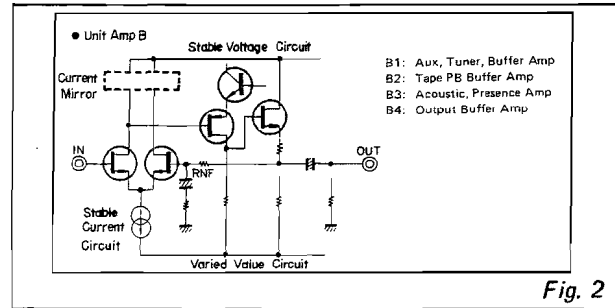 ● Unit Amp B
Stable Voltage Circuit
Current
Mirror
IN
RNF
OUT
Stable
Current
Circuit
Varied Value Circuit
B1: Aux, Tuner, Buffer Amp
B2: Tape PB Buffer Amp
B3: Acoustic, Presence Amp
B4: Output Buffer Amp
Fig. 2